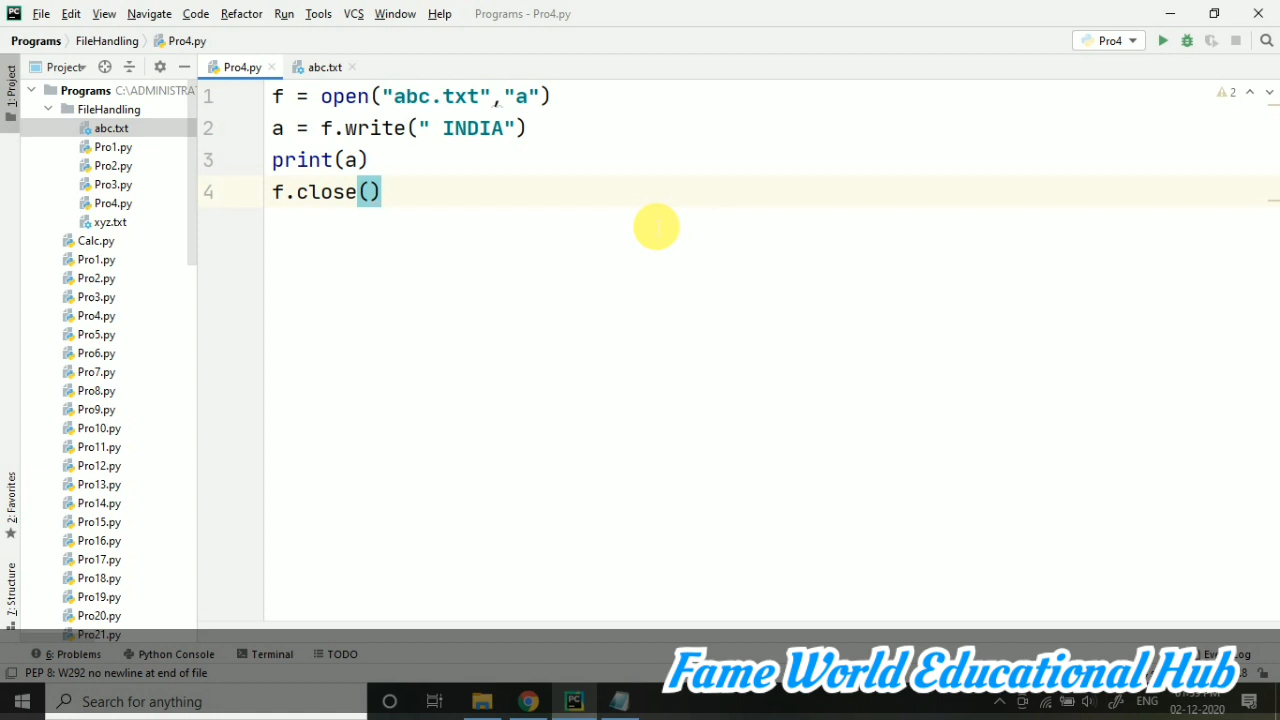 File Edit View Navigate Code Refactor Run Tools VCS Window Help Programs - Pro4.py
Programs FileHandling Pro4.py Pro4
1: Project Project Pro4.py abc.txt
Programs C:\ADMINISTRAT
FileHandling
abc.txt
Pro1.py
Pro2.py
Pro3.py
Pro4.py
xyz.txt
Calc.py
Pro1.py
Pro2.py
Pro3.py
Pro4.py
Pro5.py
Pro6.py
Pro7.py
Pro8.py
Pro9.py
Pro10.py
Pro11.py
Pro12.py
Pro13.py
Pro14.py
Pro15.py
Pro16.py
Pro17.py
Pro18.py
Pro19.py
Pro20.py
Pro21.py
1 f = open("abc.txt","a")
2 a = f.write(" INDIA")
3 print(a)
4 f.close()
2
2: Favorites
7: Structure
6: Problems Python Console Terminal TODO
PEP 8: W292 no newline at end of file
Fame World Educational Hub
Search for anything
ENG
02-12-2020